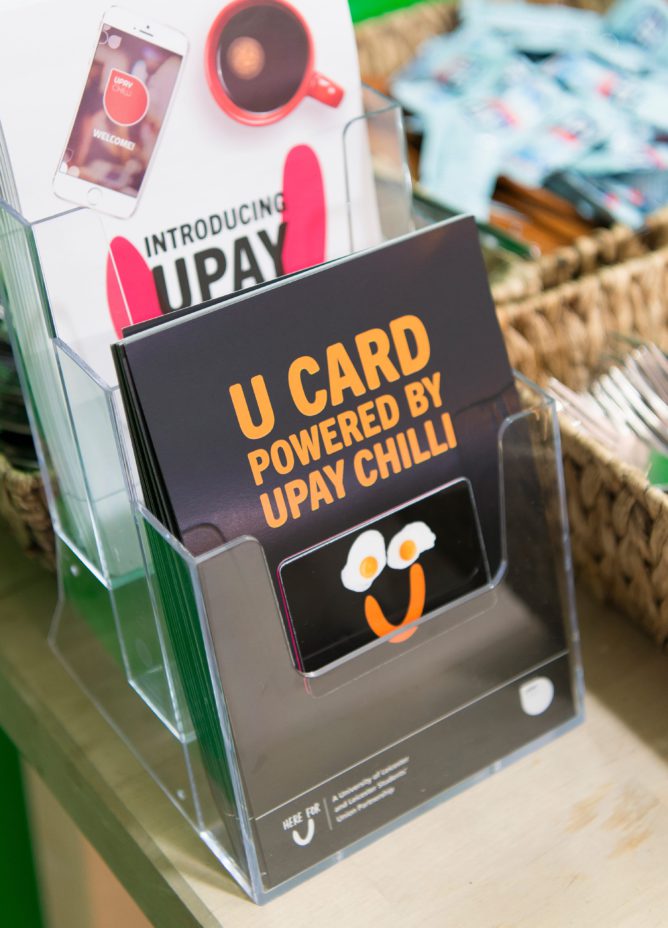 UPAY
CHILLI
WELCOME!
INTRODUCING
UPAY
U CARD
POWERED BY
UPAY CHILLI
HERE FOR
U
A University of Leicester
and Leicester Students'
Union Partnership